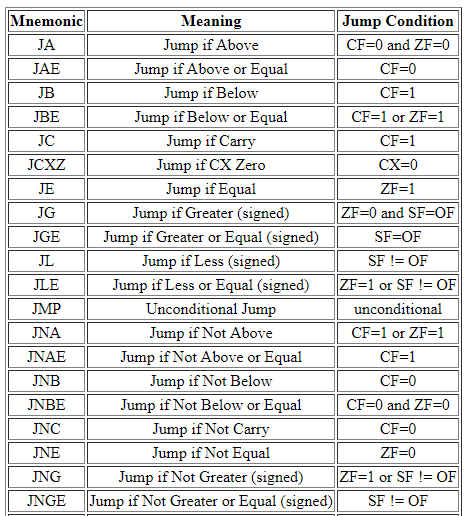 Mnemonic Meaning Jump Condition
JA Jump if Above CF=0 and ZF=0
JAE Jump if Above or Equal CF=0
JB Jump if Below CF=1
JBE Jump if Below or Equal CF=1 or ZF=1
JC Jump if Carry CF=1
JCXZ Jump if CX Zero CX=0
JE Jump if Equal ZF=1
JG Jump if Greater (signed) ZF=0 and SF=OF
JGE Jump if Greater or Equal (signed) SF=OF
JL Jump if Less (signed) SF != OF
JLE Jump if Less or Equal (signed) ZF=1 or SF != OF
JMP Unconditional Jump unconditional
JNA Jump if Not Above CF=1 or ZF=1
JNAE Jump if Not Above or Equal CF=1
JNB Jump if Not Below CF=0
JNBE Jump if Not Below or Equal CF=0 and ZF=0
JNC Jump if Not Carry CF=0
JNE Jump if Not Equal ZF=0
JNG Jump if Not Greater (signed) ZF=1 or SF != OF
JNGE Jump if Not Greater or Equal (signed) SF != OF